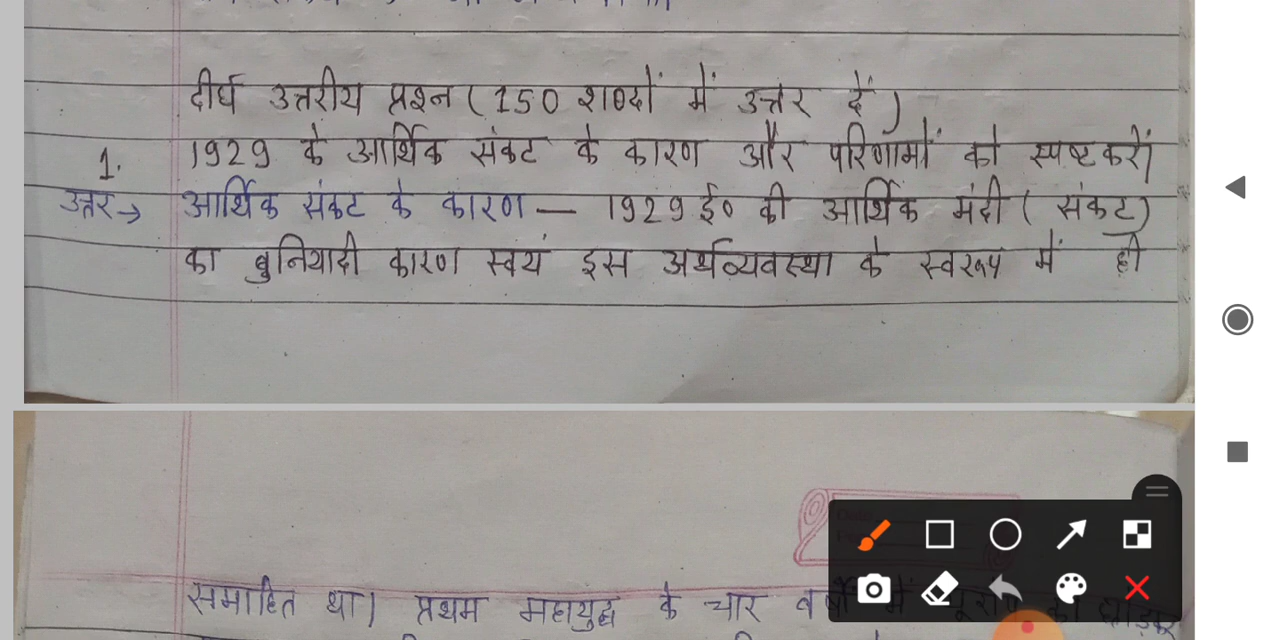 दीर्घ उत्तरीय प्रश्न (150 शब्दों में उत्तर दें)
1. 1929 के आर्थिक संकट के कारण और परिणामों को स्पष्ट करें।
उत्तर→ आर्थिक संकट के कारण — 1929 ई० की आर्थिक मंदी ( संकट)
का बुनियादी कारण स्वयं इस अर्थव्यवस्था के स्वरूप में ही
समाहित था। प्रथम महायुद्ध के चार वर्षों में